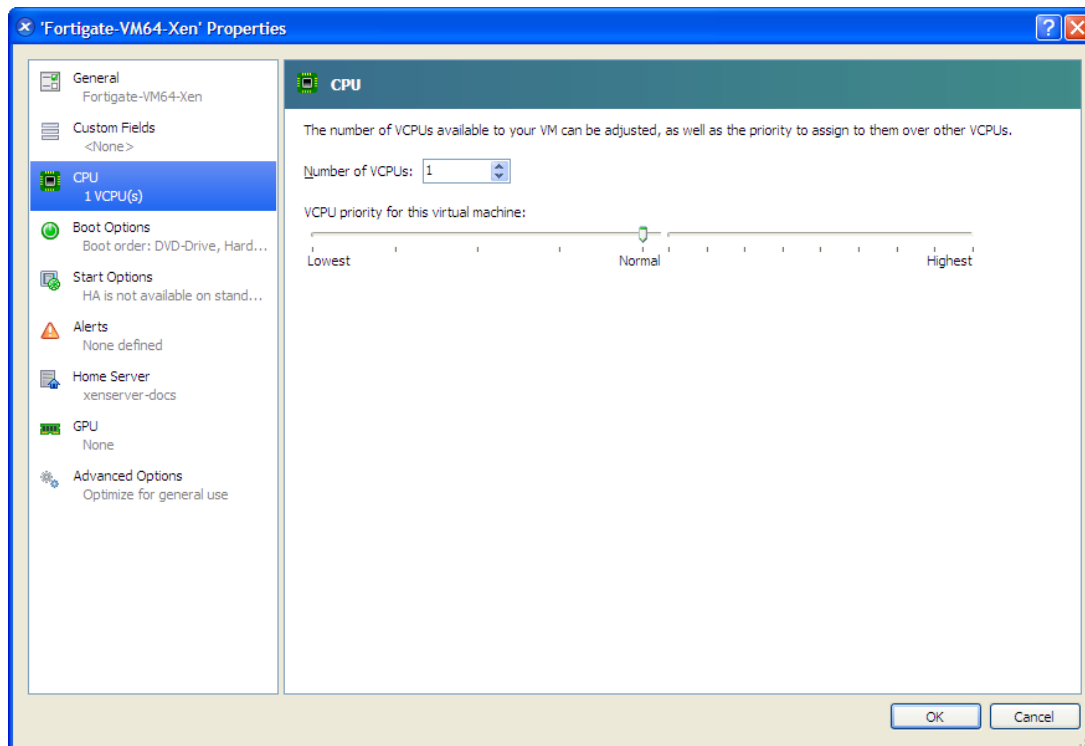 'Fortigate-VM64-Xen' Properties
General
Fortigate-VM64-Xen
Custom Fields
<None>
CPU
1 VCPU(s)
Boot Options
Boot order: DVD-Drive, Hard...
Start Options
HA is not available on stand...
Alerts
None defined
Home Server
xenserver-docs
GPU
None
Advanced Options
Optimize for general use
CPU
The number of VCPUs available to your VM can be adjusted, as well as the priority to assign to them over other VCPUs.
Number of VCPUs: 1
VCPU priority for this virtual machine:
Lowest Normal Highest
OK Cancel